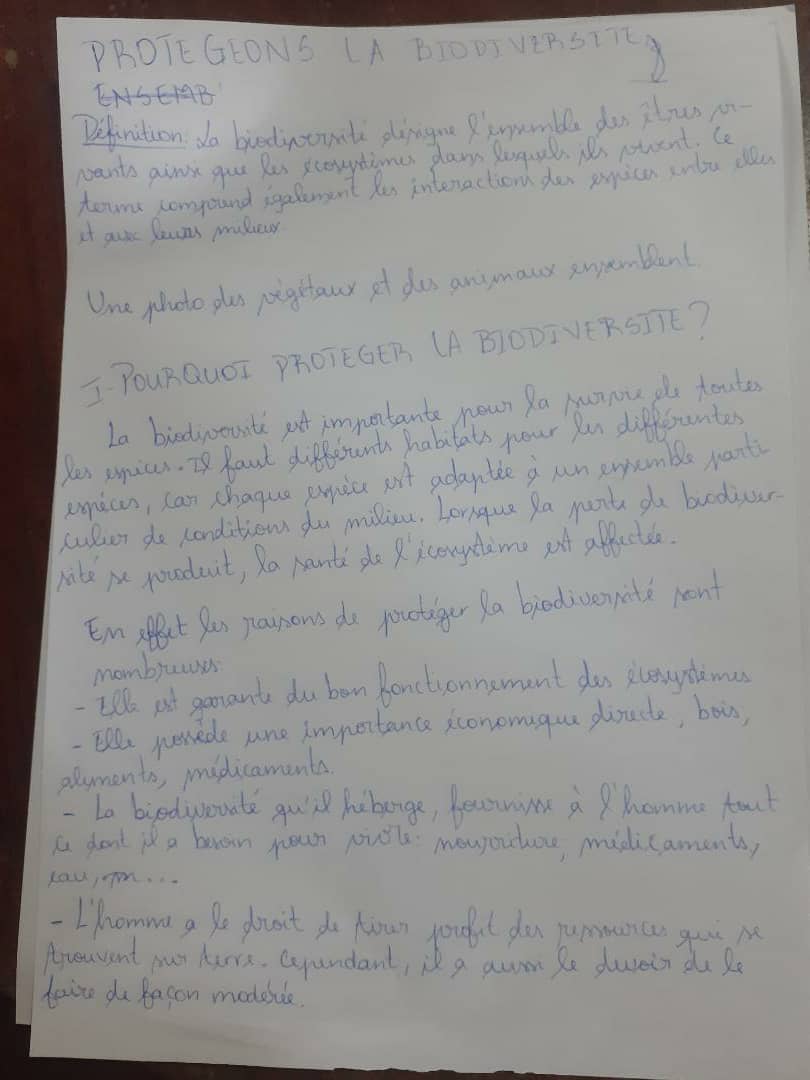 PROTEGEONS LA BIODIVERSITE
ENSEMB
Définition: La biodiversité désigne l'ensemble des êtres vi-
vants ainsi que les écosystèmes dans lesquels ils vivent. Ce
terme comprend également les interactions des espèces entre elles
et aux leurs milieux.
Une photo des végétaux et des animaux ensemblent.
I- POURQUOI PROTEGER LA BIODIVERSITE?
La biodiversité est importante pour la survie de toutes
les espèces. Il faut différents habitats pour les différentes
espèces, car chaque espèce est adaptée à un ensemble parti-
culier de conditions du milieu. Lorsque la perte de biodiver-
sité se produit, la santé de l'écosystème est affectée.
En effet les raisons de protéger la biodiversité sont
nombreuses.
- Elle est garante du bon fonctionnement des écosystèmes
- Elle possède une importance économique directe, bois,
aliments, médicaments.
- La biodiversité qu'il héberge, fournisse à l'homme tout
ce dont il a besoin pour vivre: nourriture, médicaments,
eau, ...
- L'homme a le droit de tirer profit des ressources qui se
trouvent sur terre. Cependant, il a aussi le devoir de le
faire de façon modérée.